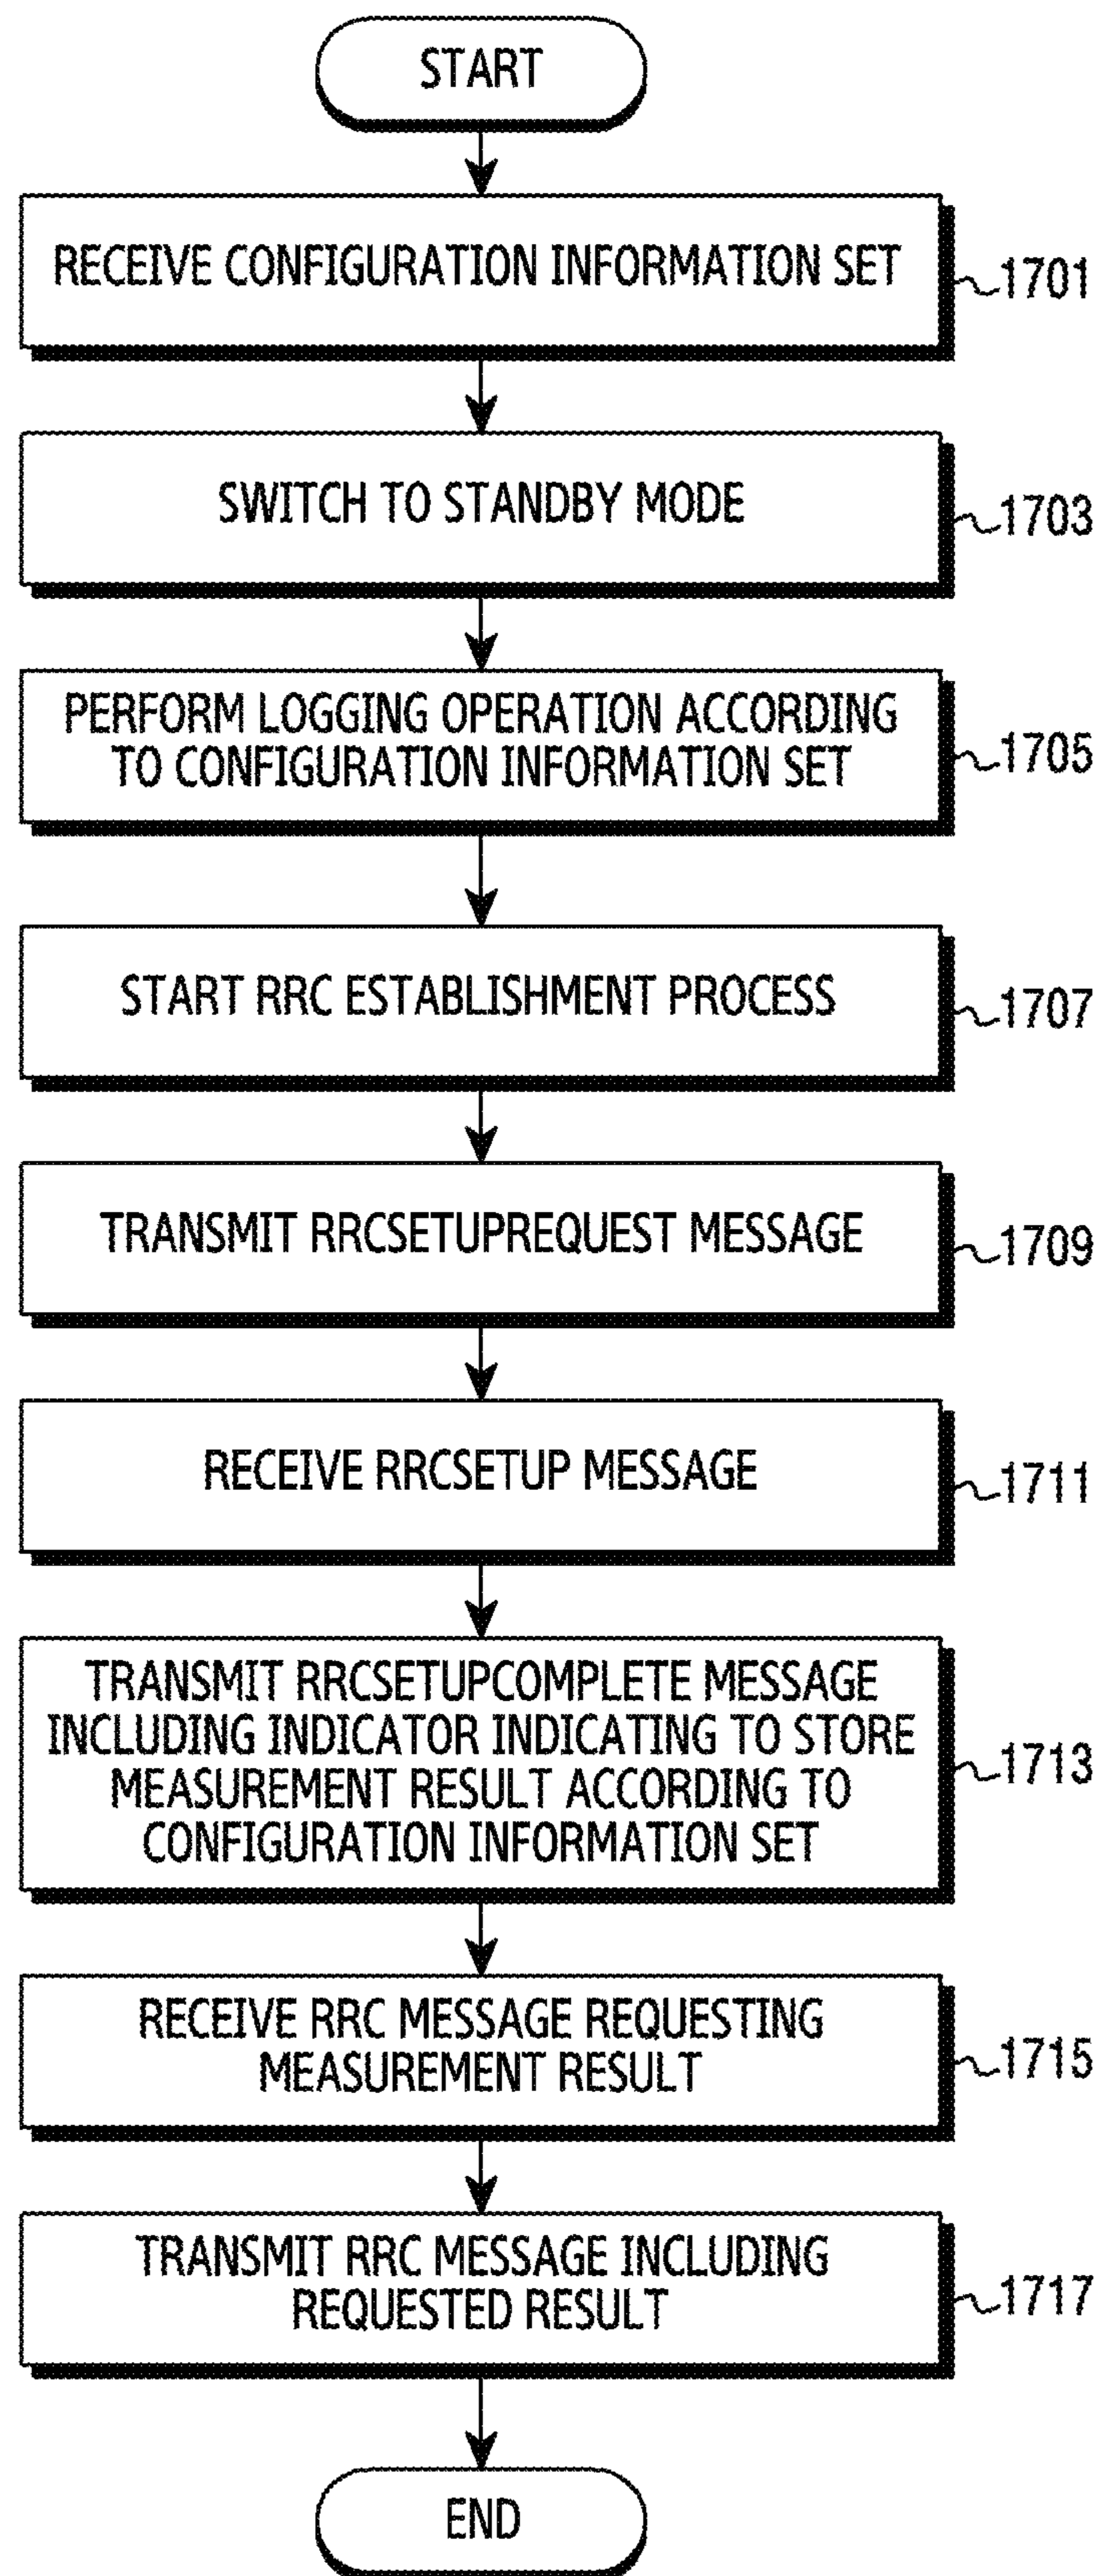 START
RECEIVE CONFIGURATION INFORMATION SET
1701
SWITCH TO STANDBY MODE
1703
PERFORM LOGGING OPERATION ACCORDING
TO CONFIGURATION INFORMATION SET
1705
START RRC ESTABLISHMENT PROCESS
1707
TRANSMIT RRCSETUPREQUEST MESSAGE
1709
RECEIVE RRCSETUP MESSAGE
1711
TRANSMIT RRCSETUPCOMPLETE MESSAGE
INCLUDING INDICATOR INDICATING TO STORE
MEASUREMENT RESULT ACCORDING TO
CONFIGURATION INFORMATION SET
1713
RECEIVE RRC MESSAGE REQUESTING
MEASUREMENT RESULT
1715
TRANSMIT RRC MESSAGE INCLUDING
REQUESTED RESULT
1717
END